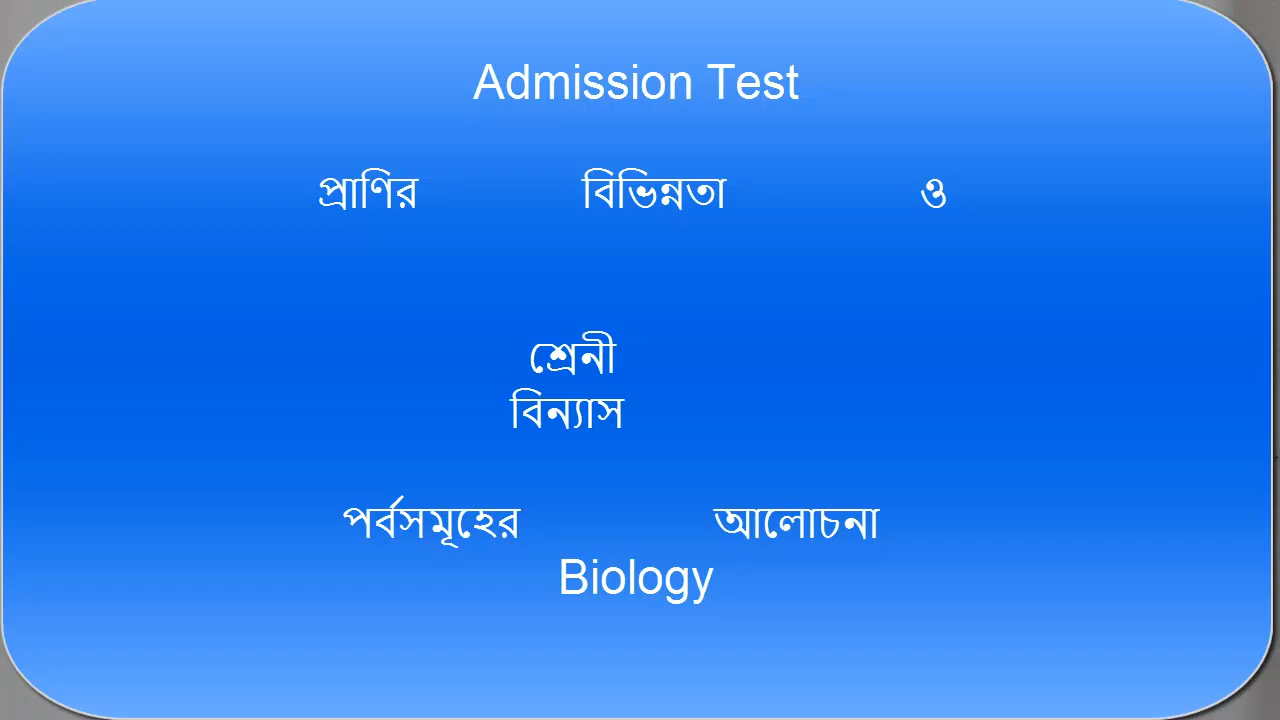 Admission Test
প্রাণির বিভিন্নতা ও
শ্রেনী
বিন্যাস
পর্বসমূহের আলোচনা
Biology